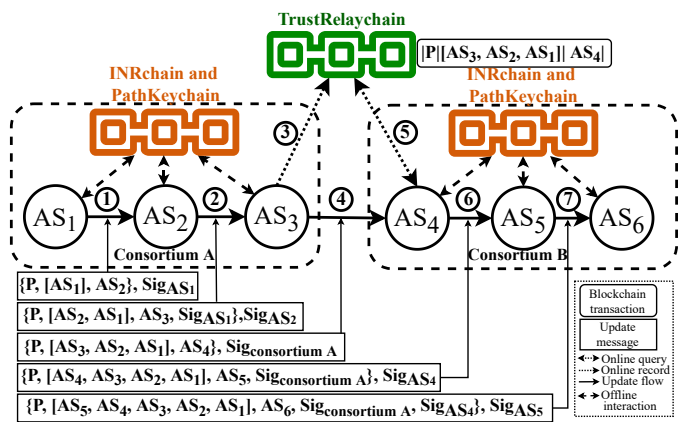 TrustRelaychain
|P|[AS3, AS2, AS1]| AS4|
INRchain and
PathKeychain
INRchain and
PathKeychain
3
5
1
2
4
6
7
AS1
AS2
AS3
AS4
AS5
AS6
Consortium A
Consortium B
{P, [AS1], AS2}, SigAS1
{P, [AS2, AS1], AS3, SigAS1},SigAS2
{P, [AS3, AS2, AS1], AS4}, Sigconsortium A
{P, [AS4, AS3, AS2, AS1], AS5, Sigconsortium A}, SigAS4
{P, [AS5, AS4, AS3, AS2, AS1], AS6, Sigconsortium A, SigAS4}, SigAS5
Blockchain
transaction
Update
message
Online query
Online record
Update flow
Offline
interaction